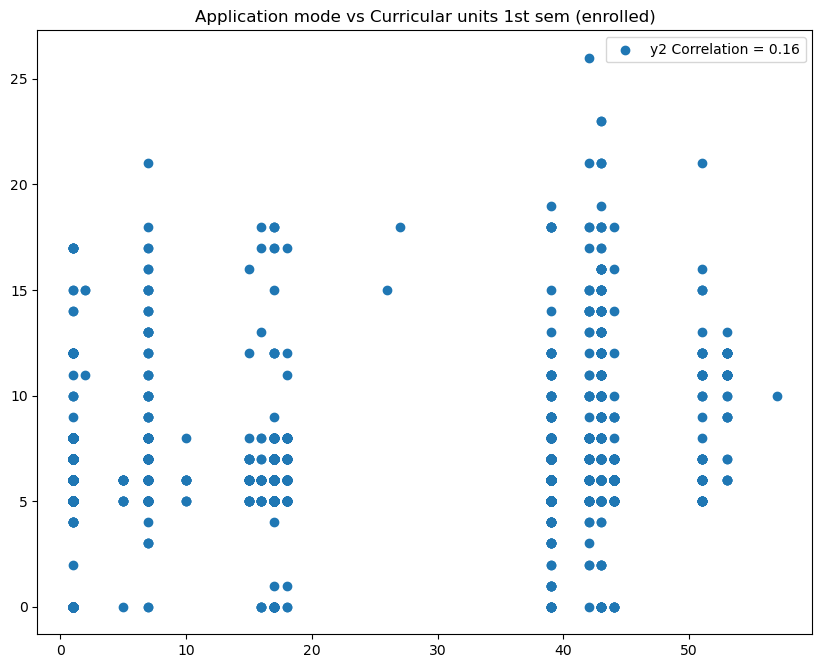 Application mode vs Curricular units 1st sem (enrolled)
y2 Correlation = 0.16
25
20
15
10
5
0
0 10 20 30 40 50